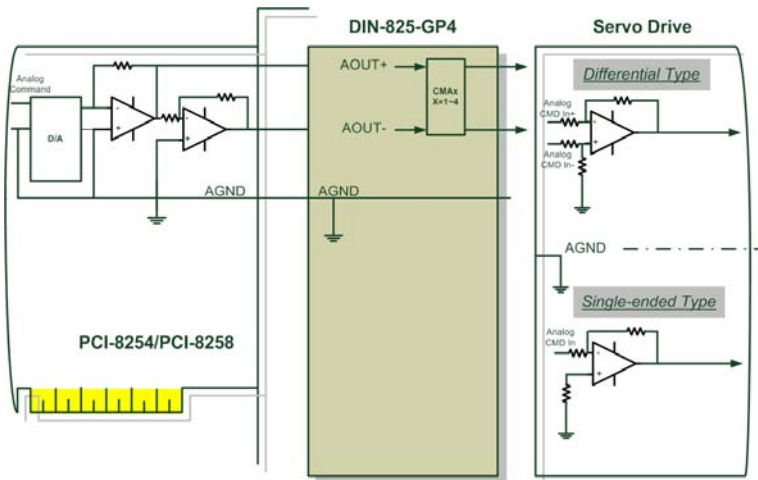 DIN-825-GP4
Servo Drive
Analog
Command
D/A
AOUT+
AOUT-
CMAx
X=1~4
AGND
AGND
PCI-8254/PCI-8258
Differential Type
Analog
CMD In+
Analog
CMD In-
AGND
Single-ended Type
Analog
CMD In
-
+
-
+
-
+
-
+